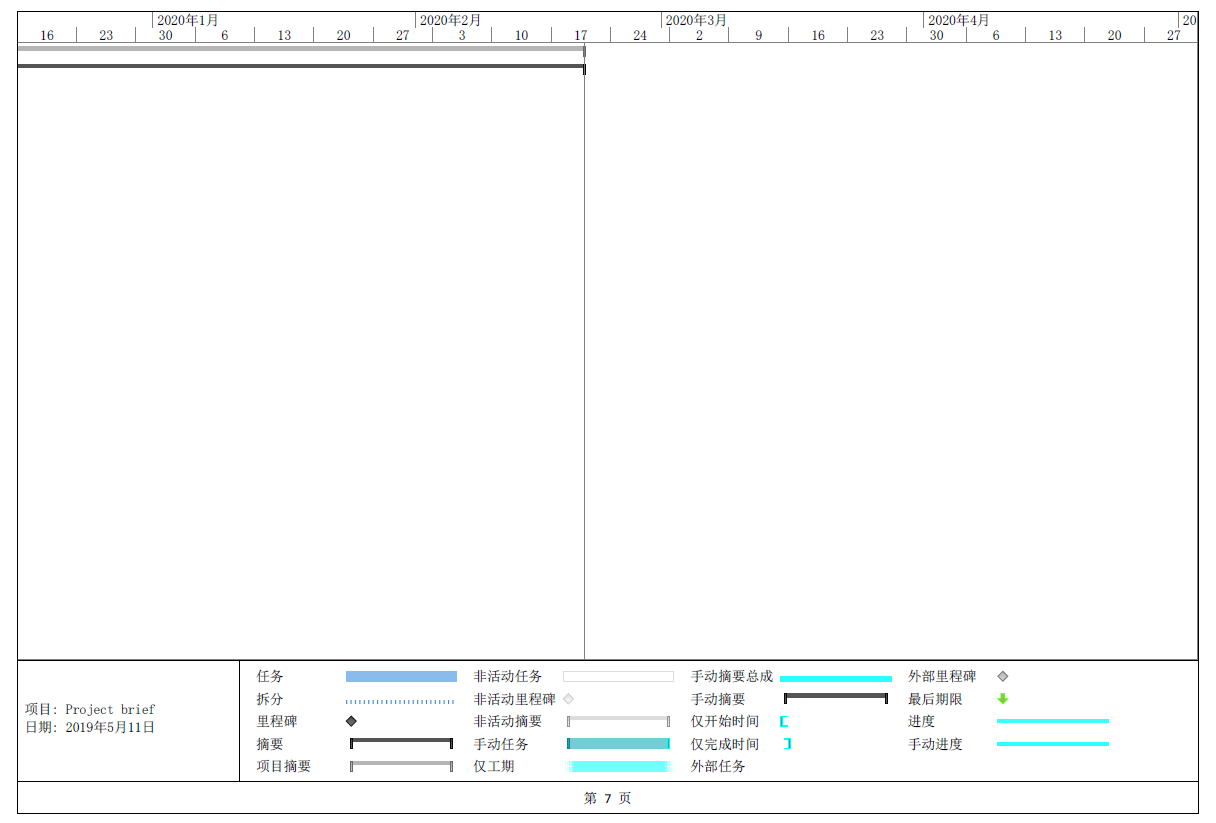 2020年1月 2020年2月 2020年3月 2020年4月 20
16 23 30 6 13 20 27 3 10 17 24 2 9 16 23 30 6 13 20 27
项目: Project brief
日期: 2019年5月11日
任务 非活动任务 手动摘要总成 外部里程碑
拆分 非活动里程碑 手动摘要 最后期限
里程碑 非活动摘要 仅开始时间 进度
摘要 手动任务 仅完成时间 手动进度
项目摘要 仅工期 外部任务
第 7 页